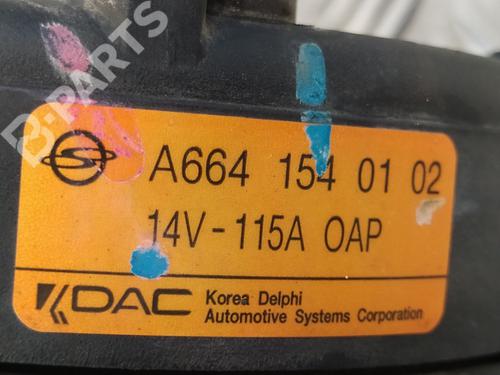 B-PARTS
A664 154 01 02
14V-115A OAP
KDAC Korea Delphi
Automotive Systems Corporation